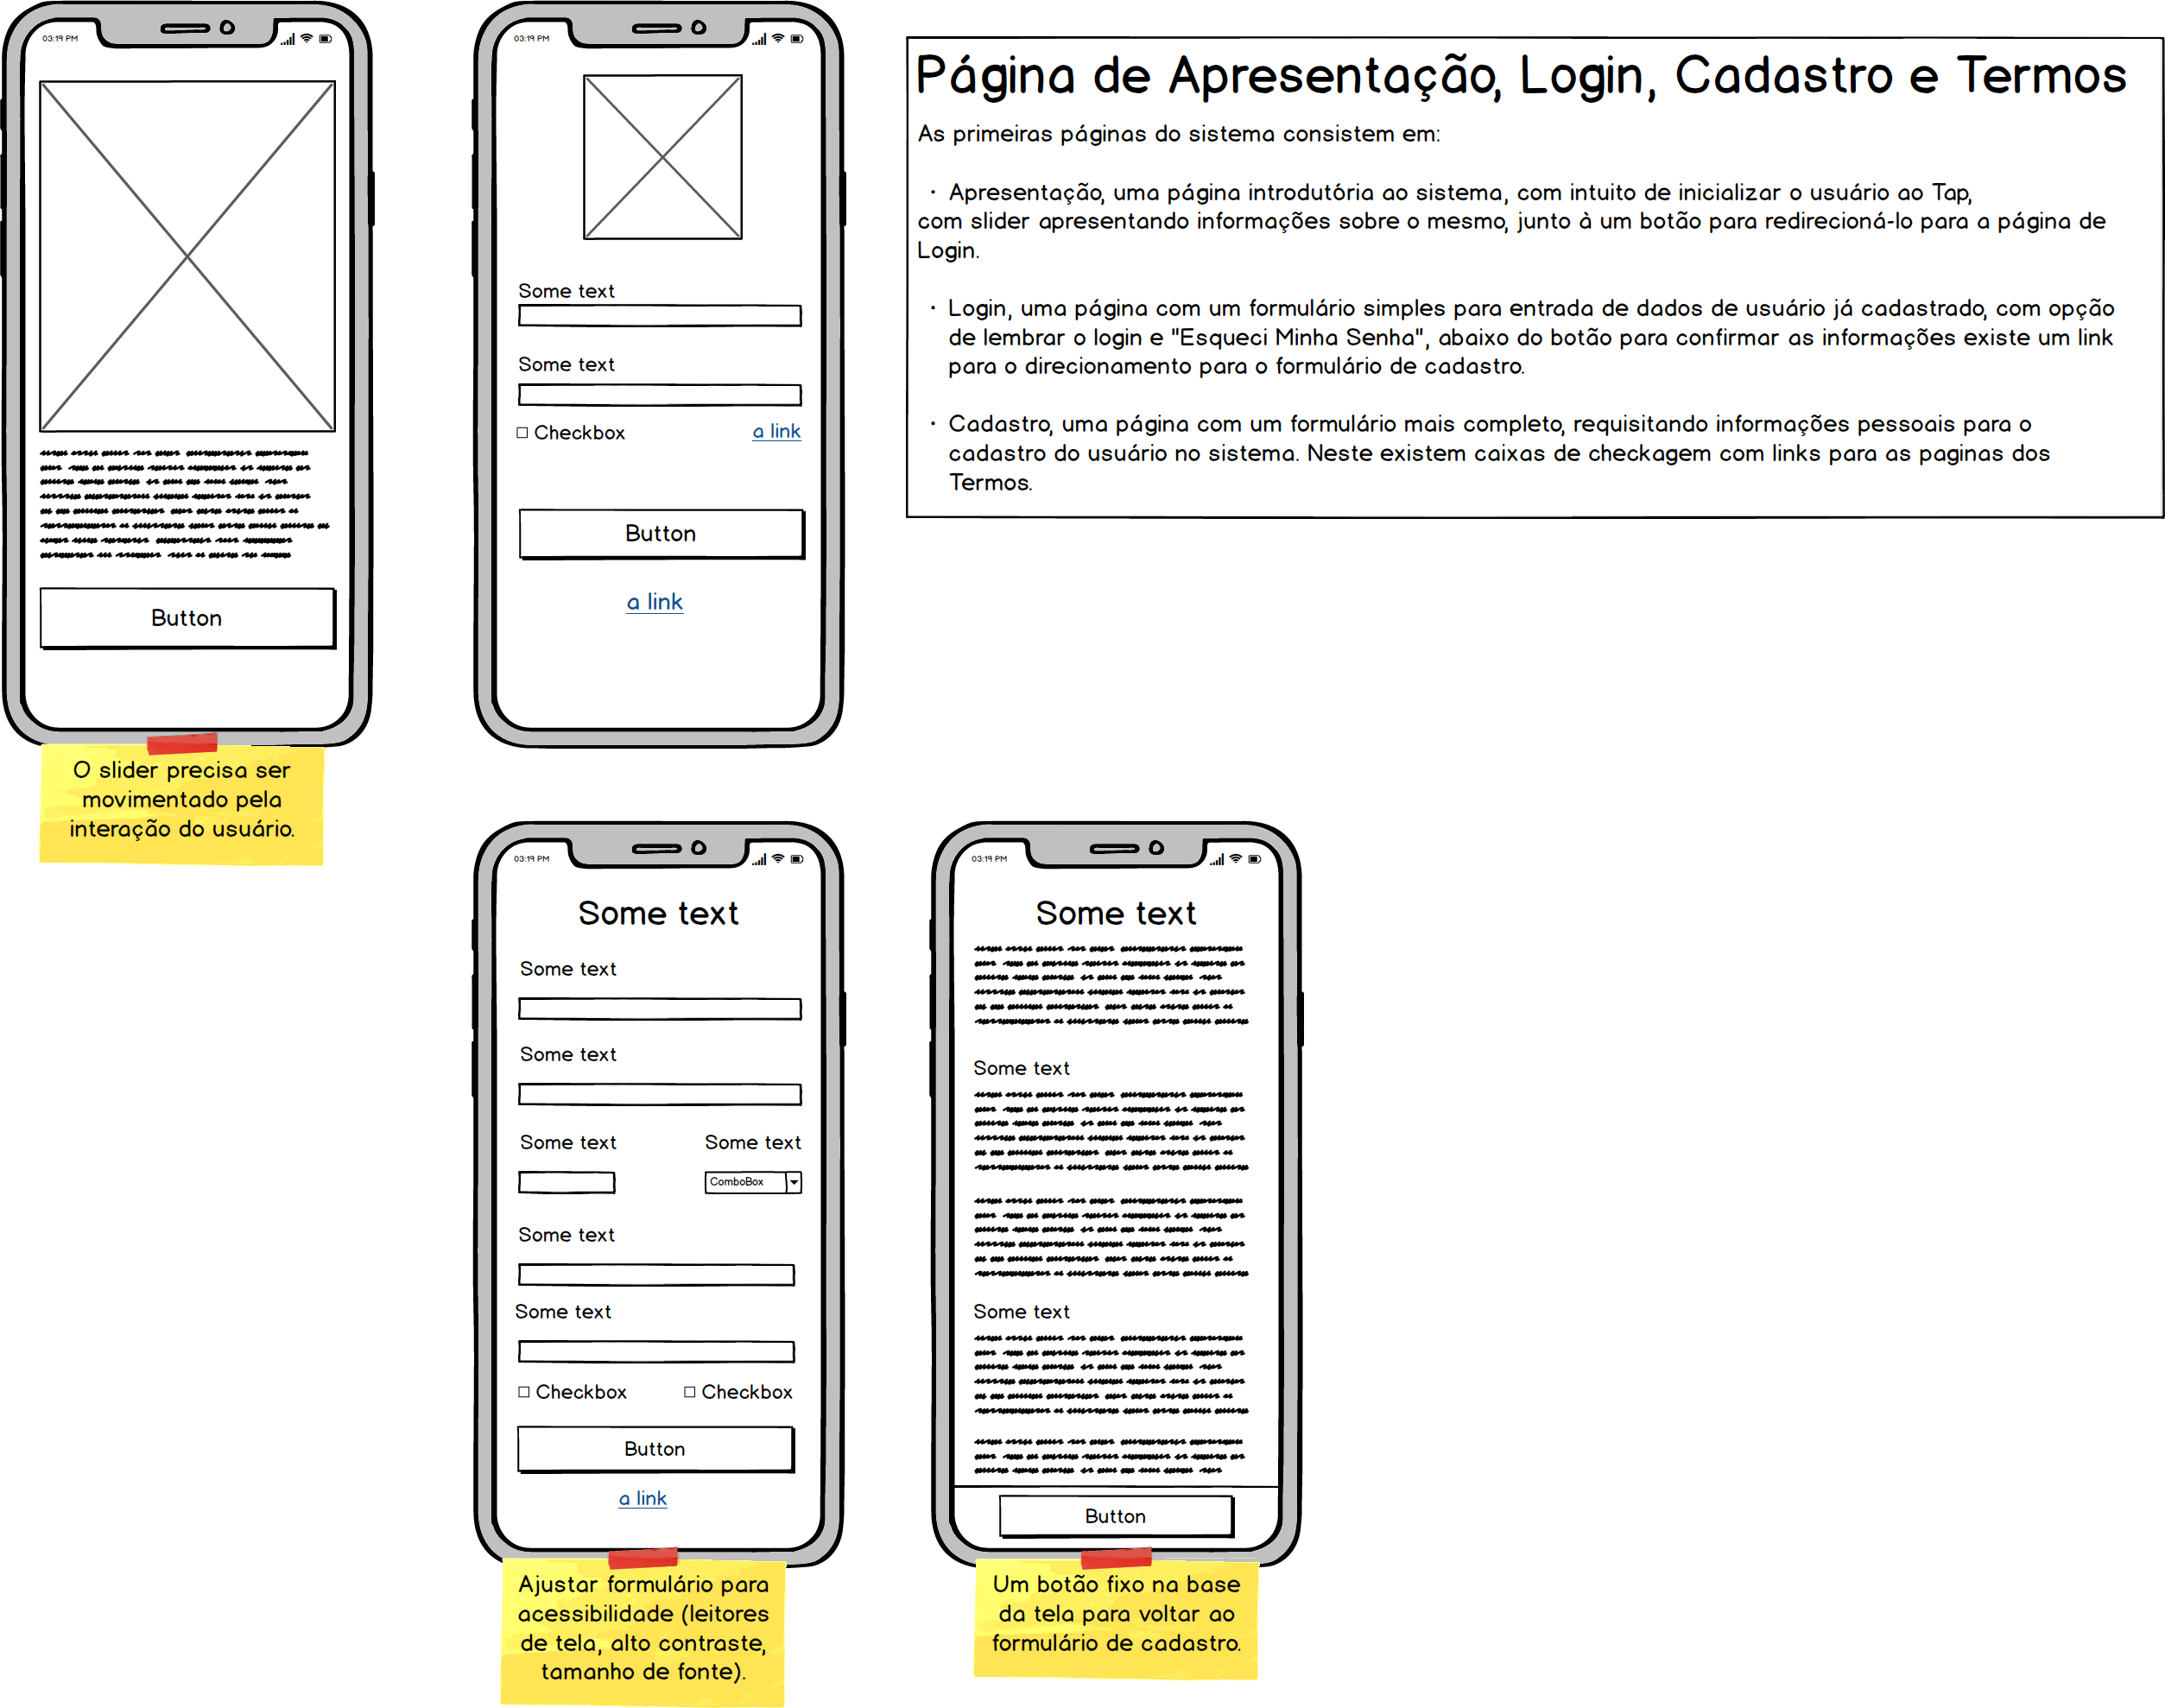 03:19 PM
Button
O slider precisa ser
movimentado pela
interação do usuário.
03:19 PM
Some text
Some text
Checkbox
a link
Button
a link
Página de Apresentação, Login, Cadastro e Termos
As primeiras páginas do sistema consistem em:
· Apresentação, uma página introdutória ao sistema, com intuito de inicializar o usuário ao Tap,
com slider apresentando informações sobre o mesmo, junto à um botão para redirecioná-lo para a página de
Login.
· Login, uma página com um formulário simples para entrada de dados de usuário já cadastrado, com opção
de lembrar o login e "Esqueci Minha Senha", abaixo do botão para confirmar as informações existe um link
para o direcionamento para o formulário de cadastro.
· Cadastro, uma página com um formulário mais completo, requisitando informações pessoais para o
cadastro do usuário no sistema. Neste existem caixas de checkagem com links para as paginas dos
Termos.
03:19 PM
Some text
Some text
Some text
Some text
Some text
ComboBox
Some text
Some text
Checkbox
Checkbox
Button
a link
Ajustar formulário para
acessibilidade (leitores
de tela, alto contraste,
tamanho de fonte).
03:19 PM
Some text
Some text
Some text
Button
Um botão fixo na base
da tela para voltar ao
formulário de cadastro.